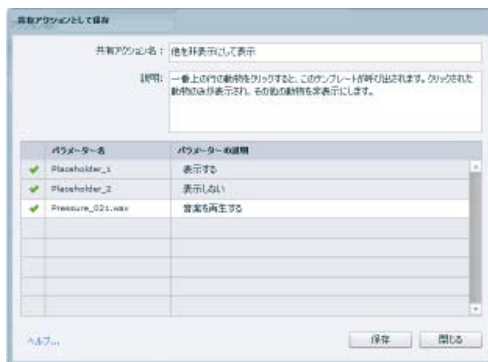 共有アクションとして保存
共有アクション名： 他を非表示にして表示
説明： 一番上の行の動物をクリックすると、このテンプレートが呼び出されます。クリックされた
動物のみが表示され、その他の動物を非表示にします。
パラメーター名 パラメーターの説明
Placeholder_1 表示する
Placeholder_2 表示しない
Pressure_021.wav 音楽を再生する
ヘルプ... 保存 閉じる